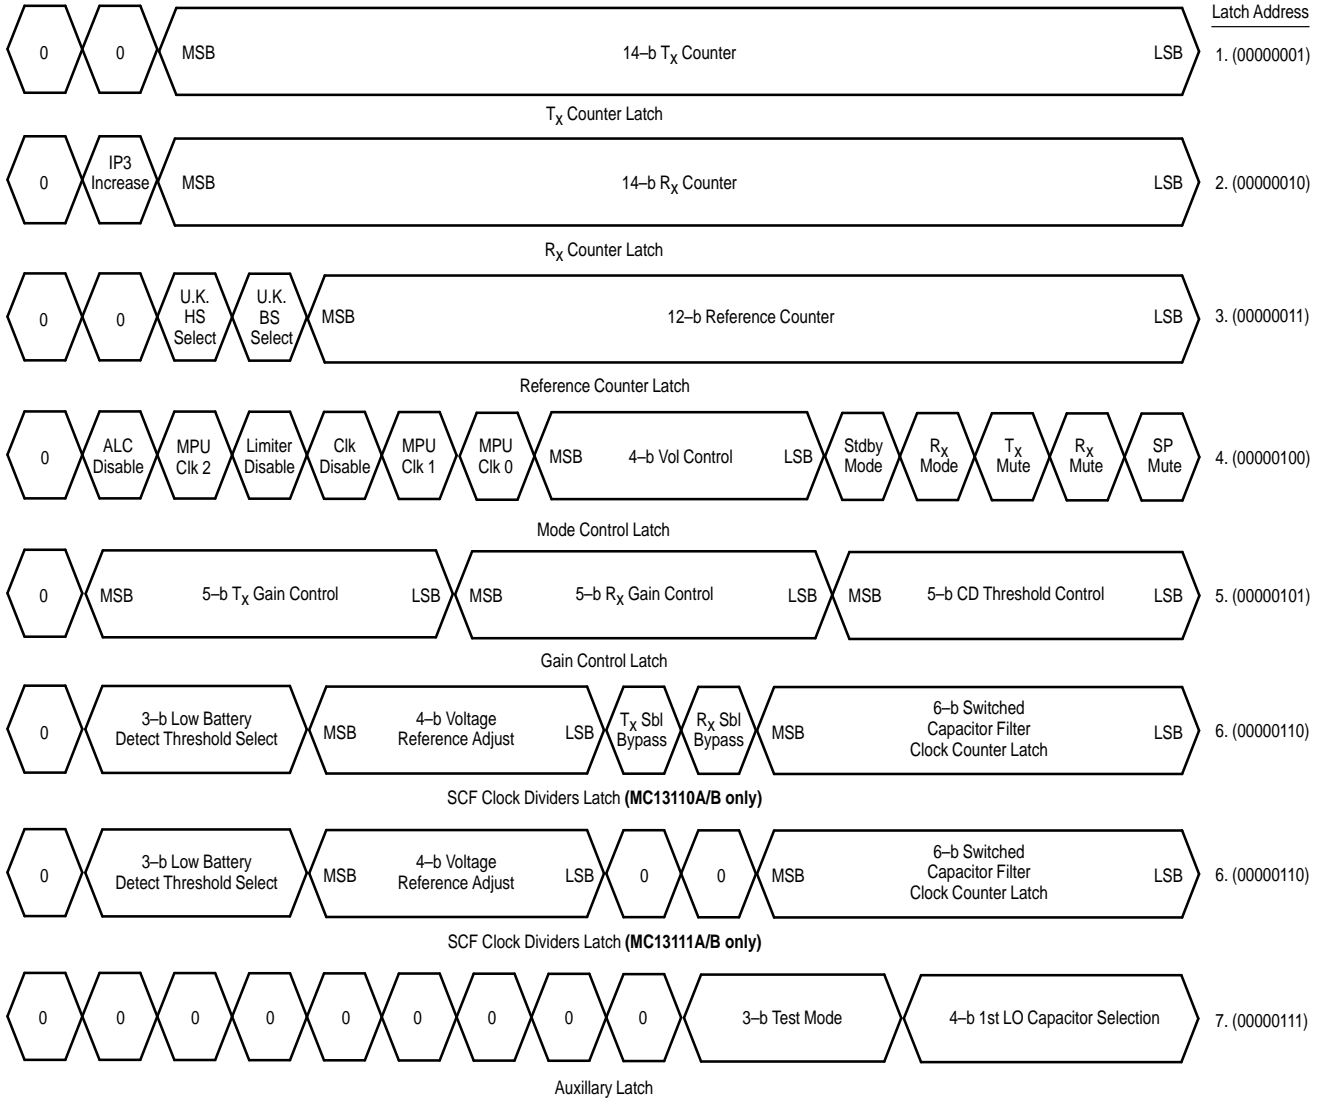 Latch Address
0 0 MSB 14–b Tx Counter LSB 1. (00000001)
Tx Counter Latch
0 IP3 Increase MSB 14–b Rx Counter LSB 2. (00000010)
Rx Counter Latch
0 0 U.K. HS Select U.K. BS Select MSB 12–b Reference Counter LSB 3. (00000011)
Reference Counter Latch
0 ALC Disable MPU Clk 2 Limiter Disable Clk Disable MPU Clk 1 MPU Clk 0 MSB 4–b Vol Control LSB Stdby Mode Rx Mode Tx Mute Rx Mute SP Mute 4. (00000100)
Mode Control Latch
0 MSB 5–b Tx Gain Control LSB MSB 5–b Rx Gain Control LSB MSB 5–b CD Threshold Control LSB 5. (00000101)
Gain Control Latch
0 3–b Low Battery Detect Threshold Select MSB 4–b Voltage Reference Adjust LSB Tx Sbl Bypass Rx Sbl Bypass MSB 6–b Switched Capacitor Filter Clock Counter Latch LSB 6. (00000110)
SCF Clock Dividers Latch (MC13110A/B only)
0 3–b Low Battery Detect Threshold Select MSB 4–b Voltage Reference Adjust LSB 0 0 MSB 6–b Switched Capacitor Filter Clock Counter Latch LSB 6. (00000110)
SCF Clock Dividers Latch (MC13111A/B only)
0 0 0 0 0 0 0 0 0 3–b Test Mode 4–b 1st LO Capacitor Selection 7. (00000111)
Auxillary Latch